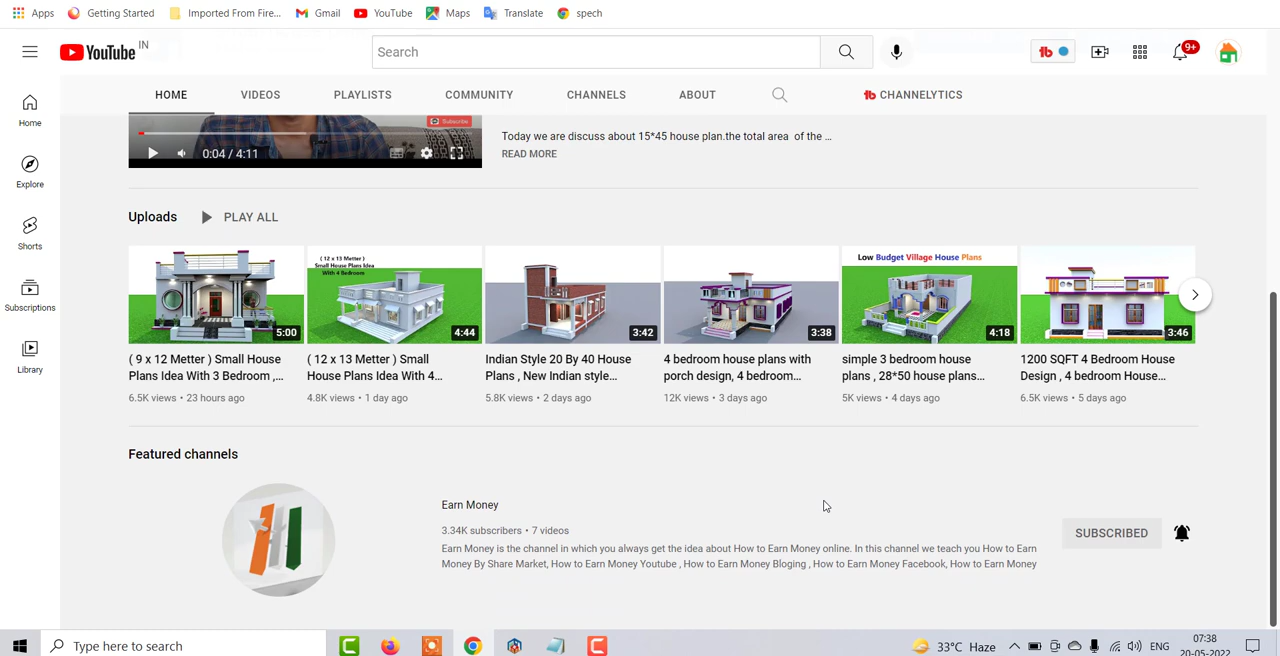 Apps Getting Started Imported From Fire... Gmail YouTube Maps Translate spech
YouTube IN Search 9+
HOME VIDEOS PLAYLISTS COMMUNITY CHANNELS ABOUT CHANNELYTICS
Home
Explore
Shorts
Subscriptions
Library
Subscribe
0:04 / 4:11
Today we are discuss about 15*45 house plan.the total area of the ...
READ MORE
Uploads PLAY ALL
( 12 x 13 Meter )
Small House Plans Idea
With 4 Bedroom
Low Budget Village House Plans
5:00 4:44 3:42 3:38 4:18 3:46
( 9 x 12 Meter ) Small House
Plans Idea With 3 Bedroom ,...
6.5K views • 23 hours ago
( 12 x 13 Meter ) Small
House Plans Idea With 4...
4.8K views • 1 day ago
Indian Style 20 By 40 House
Plans , New Indian style...
5.8K views • 2 days ago
4 bedroom house plans with
porch design, 4 bedroom...
12K views • 3 days ago
simple 3 bedroom house
plans , 28*50 house plans...
5K views • 4 days ago
1200 SQFT 4 Bedroom House
Design , 4 bedroom House...
6.5K views • 5 days ago
Featured channels
Earn Money
3.34K subscribers • 7 videos
Earn Money is the channel in which you always get the idea about How to Earn Money online. In this channel we teach you How to Earn
Money By Share Market, How to Earn Money Youtube , How to Earn Money Bloging , How to Earn Money Facebook, How to Earn Money
SUBSCRIBED
Type here to search
33°C Haze ENG
07:38
20-05-2022